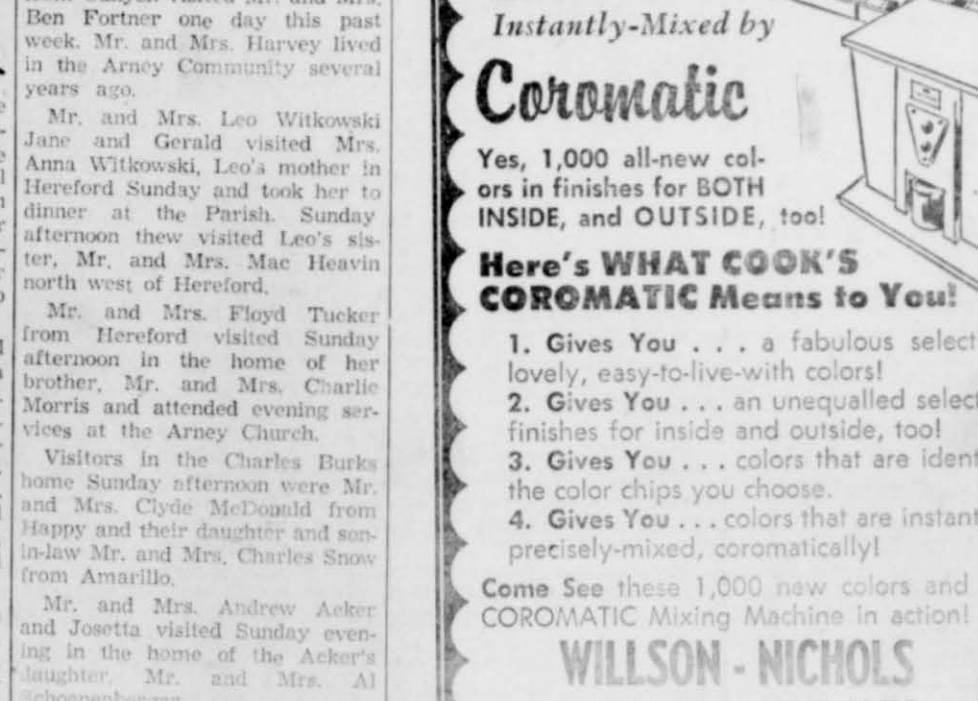 Ben Fortner one day this past
week. Mr. and Mrs. Harvey lived
in the Arney Community several
years ago.
Mr. and Mrs. Leo Witkowski
Jane and Gerald visited Mrs.
Anna Witkowski, Leo's mother in
Hereford Sunday and took her to
dinner at the Parish. Sunday
afternoon thew visited Leo's sis-
ter, Mr. and Mrs. Mac Heavin
north west of Hereford.
Mr. and Mrs. Floyd Tucker
from Hereford visited Sunday
afternoon in the home of her
brother, Mr. and Mrs. Charlie
Morris and attended evening ser-
vices at the Arney Church.
Visitors in the Charles Burks
home Sunday afternoon were Mr.
and Mrs. Clyde McDonald from
Happy and their daughter and son-
in-law Mr. and Mrs. Charles Snow
from Amarillo.
Mr. and Mrs. Andrew Acker
and Josetta visited Sunday even-
ing in the home of the Acker's
daughter, Mr. and Mrs. Al
Instantly-Mixed by
Coromatic
Yes, 1,000 all-new col-
ors in finishes for BOTH
INSIDE, and OUTSIDE, too!
Here's WHAT COOK'S
COROMATIC Means to You!
1. Gives You . . . a fabulous select
lovely, easy-to-live-with colors!
2. Gives You . . . an unequalled select
finishes for inside and outside, too!
3. Gives You . . . colors that are ident
the color chips you choose.
4. Gives You . . . colors that are instant
precisely-mixed, coromatically!
Come See these 1,000 new colors and
COROMATIC Mixing Machine in action!
WILLSON - NICHOLS